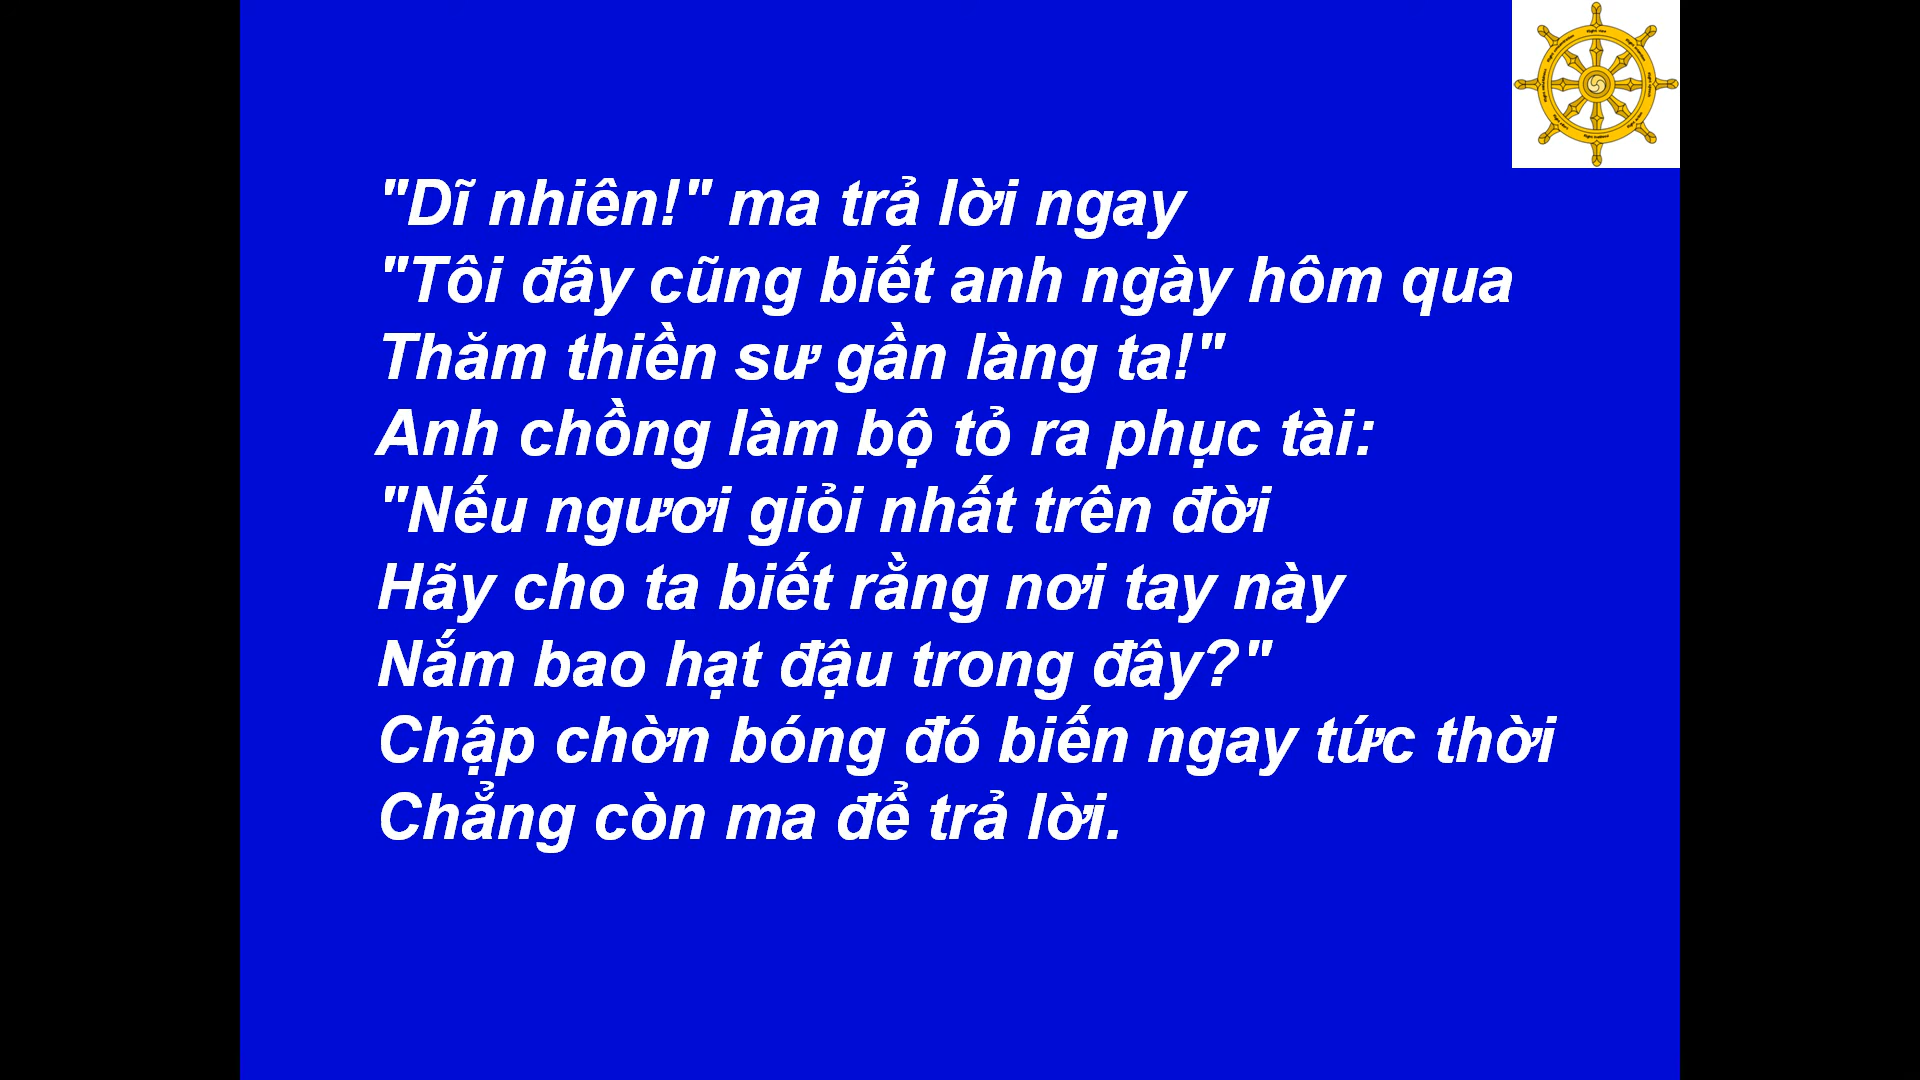 "Dĩ nhiên!" ma trả lời ngay
"Tôi đây cũng biết anh ngày hôm qua
Thăm thiền sư gần làng ta!"
Anh chồng làm bộ tỏ ra phục tài:
"Nếu ngươi giỏi nhất trên đời
Hãy cho ta biết rằng nơi tay này
Nắm bao hạt đậu trong đây?"
Chập chờn bóng đó biến ngay tức thời
Chẳng còn ma để trả lời.